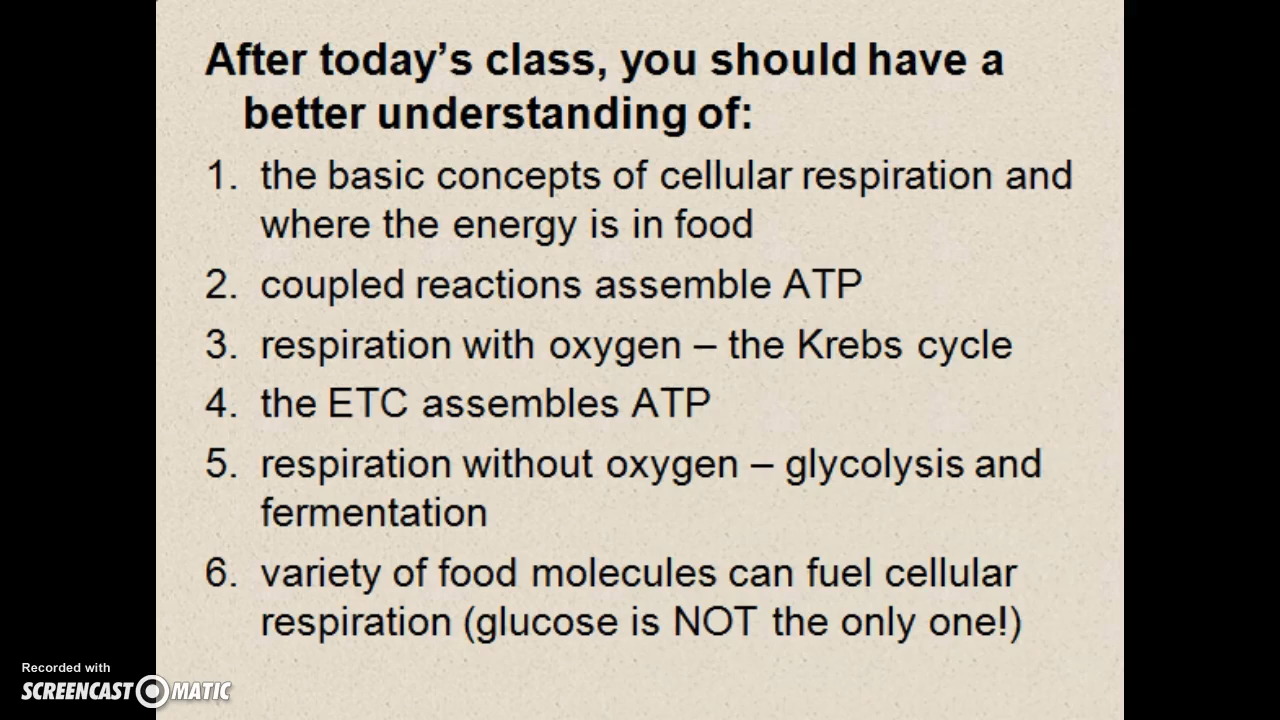 After today's class, you should have a
better understanding of:
1. the basic concepts of cellular respiration and
where the energy is in food
2. coupled reactions assemble ATP
3. respiration with oxygen – the Krebs cycle
4. the ETC assembles ATP
5. respiration without oxygen – glycolysis and
fermentation
6. variety of food molecules can fuel cellular
respiration (glucose is NOT the only one!)
Recorded with
SCREENCAST O MATIC